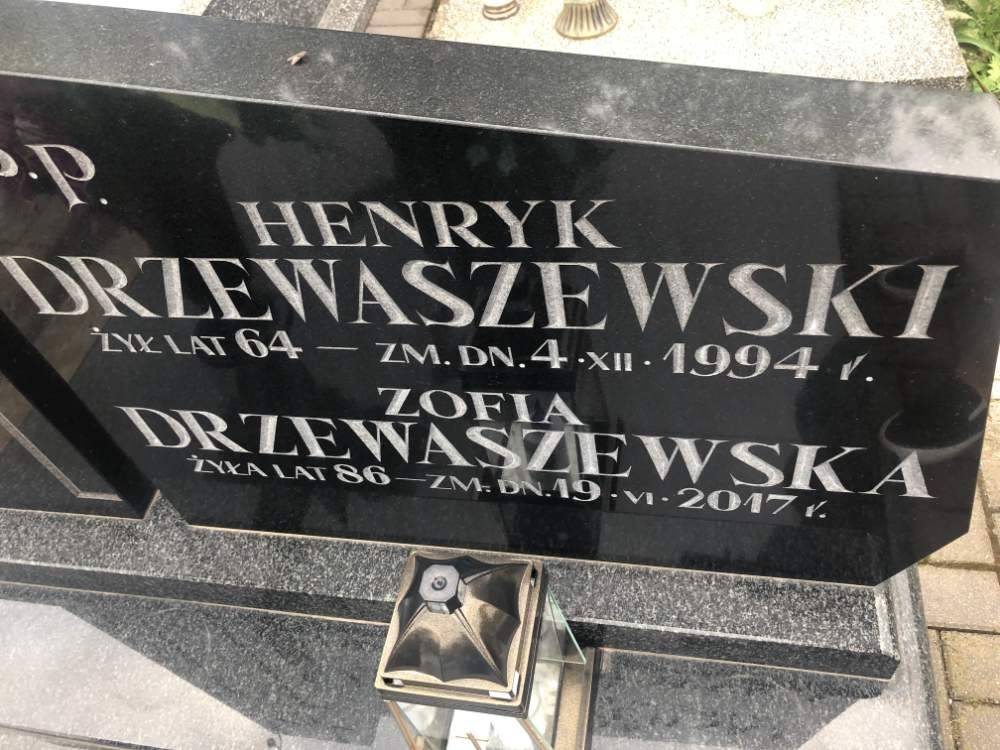 P.P.
HENRYK
DRZEWASZEWSKI
ŻYŁ LAT 64 — ZM. DN. 4 · XII · 1994 r.
ZOFIA
DRZEWASZEWSKA
ŻYŁA LAT 86 — ZM. DN. 19 · VI · 2017 r.